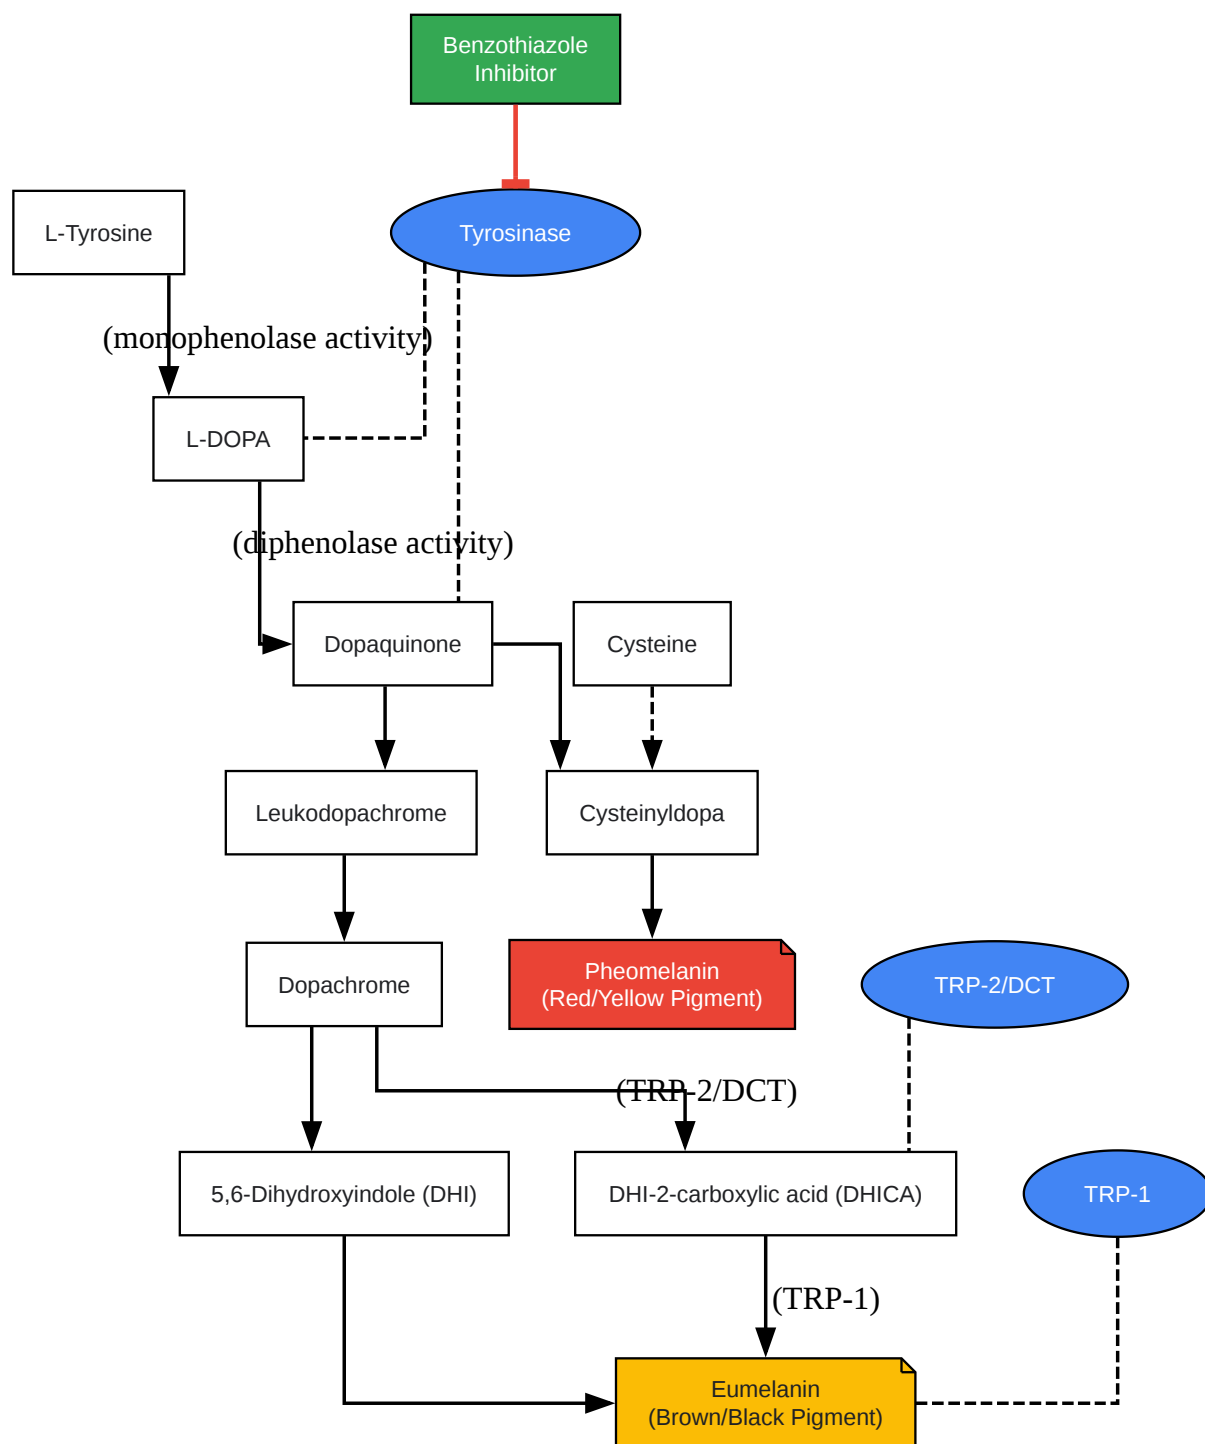 Benzothiazole
Inhibitor
L-Tyrosine
Tyrosinase
(monophenolase activity)
L-DOPA
(diphenolase activity)
Dopaquinone
Cysteine
Leukodopachrome
Cysteinyldopa
Dopachrome
Pheomelanin
(Red/Yellow Pigment)
TRP-2/DCT
(TRP-2/DCT)
5,6-Dihydroxyindole (DHI)
DHI-2-carboxylic acid (DHICA)
TRP-1
(TRP-1)
Eumelanin
(Brown/Black Pigment)